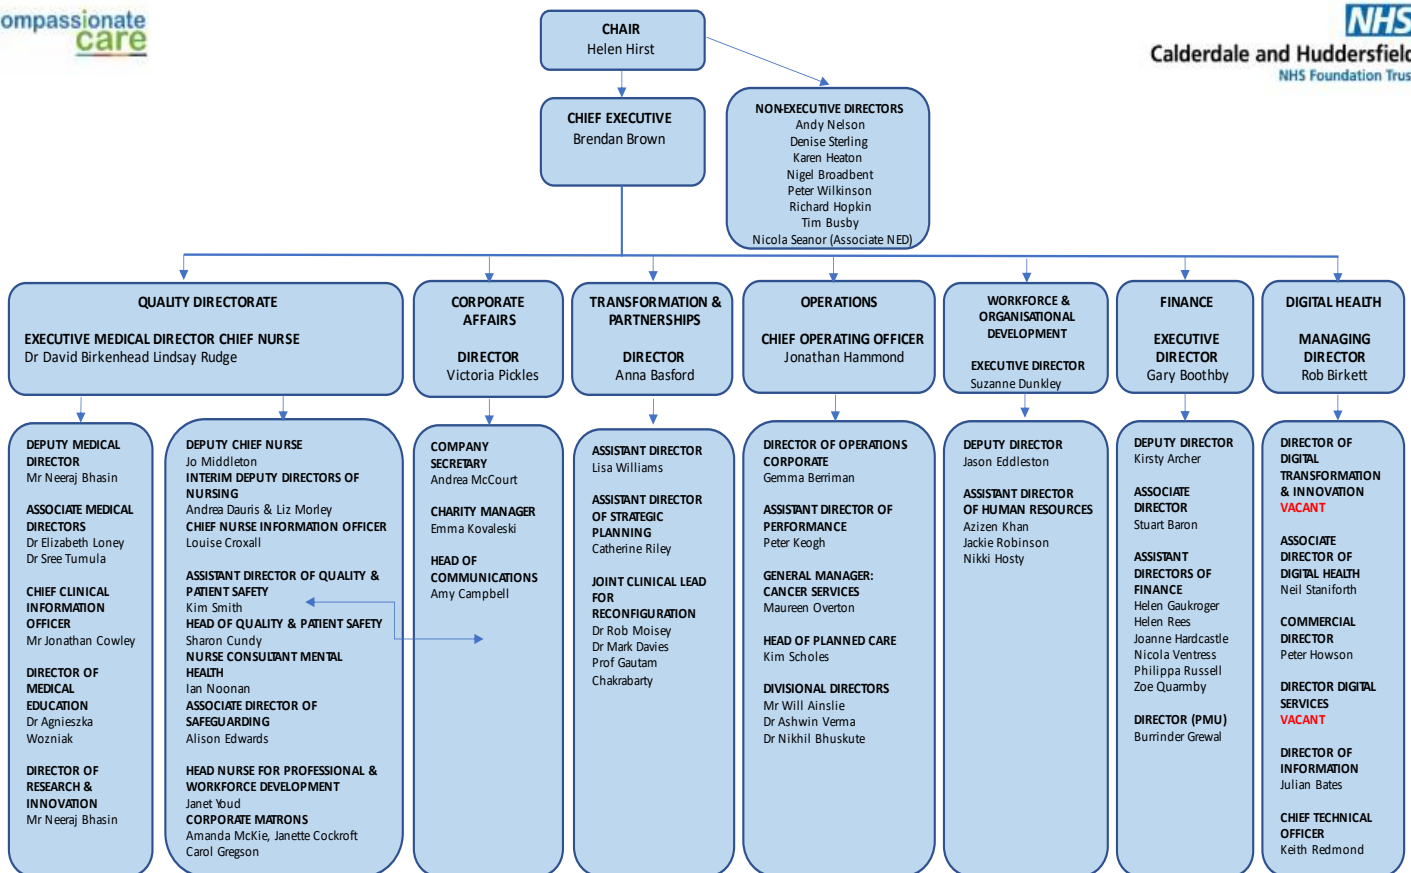 ompassionate
care
NHS
Calderdale and Huddersfield
NHS Foundation Trus
CHAIR
Helen Hirst
CHIEF EXECUTIVE
Brendan Brown
NON-EXECUTIVE DIRECTORS
Andy Nelson
Denise Sterling
Karen Heaton
Nigel Broadbent
Peter Wilkinson
Richard Hopkin
Tim Busby
Nicola Seanor (Associate NED)
QUALITY DIRECTORATE
EXECUTIVE MEDICAL DIRECTOR CHIEF NURSE
Dr David Birkenhead Lindsay Rudge
CORPORATE
AFFAIRS
DIRECTOR
Victoria Pickles
TRANSFORMATION &
PARTNERSHIPS
DIRECTOR
Anna Basford
OPERATIONS
CHIEF OPERATING OFFICER
Jonathan Hammond
WORKFORCE &
ORGANISATIONAL
DEVELOPMENT
EXECUTIVE DIRECTOR
Suzanne Dunkley
FINANCE
EXECUTIVE
DIRECTOR
Gary Boothby
DIGITAL HEALTH
MANAGING
DIRECTOR
Rob Birkett
DEPUTY MEDICAL
DIRECTOR
Mr Neeraj Bhasin
ASSOCIATE MEDICAL
DIRECTORS
Dr Elizabeth Loney
Dr Sree Tumula
CHIEF CLINICAL
INFORMATION
OFFICER
Mr Jonathan Cowley
DIRECTOR OF
MEDICAL
EDUCATION
Dr Agnieszka
Wozniak
DIRECTOR OF
RESEARCH &
INNOVATION
Mr Neeraj Bhasin
DEPUTY CHIEF NURSE
Jo Middleton
INTERIM DEPUTY DIRECTORS OF
NURSING
Andrea Dauris & Liz Morley
CHIEF NURSE INFORMATION OFFICER
Louise Croxall
ASSISTANT DIRECTOR OF QUALITY &
PATIENT SAFETY
Kim Smith
HEAD OF QUALITY & PATIENT SAFETY
Sharon Cundy
NURSE CONSULTANT MENTAL
HEALTH
Ian Noonan
ASSOCIATE DIRECTOR OF
SAFEGUARDING
Alison Edwards
HEAD NURSE FOR PROFESSIONAL &
WORKFORCE DEVELOPMENT
Janet Youd
CORPORATE MATRONS
Amanda McKie, Janette Cockroft
Carol Gregson
COMPANY
SECRETARY
Andrea McCourt
CHARITY MANAGER
Emma Kovaleski
HEAD OF
COMMUNICATIONS
Amy Campbell
ASSISTANT DIRECTOR
Lisa Williams
ASSISTANT DIRECTOR
OF STRATEGIC
PLANNING
Catherine Riley
JOINT CLINICAL LEAD
FOR
RECONFIGURATION
Dr Rob Moisey
Dr Mark Davies
Prof Gautam
Chakrabarty
DIRECTOR OF OPERATIONS
CORPORATE
Gemma Berriman
ASSISTANT DIRECTOR OF
PERFORMANCE
Peter Keogh
GENERAL MANAGER:
CANCER SERVICES
Maureen Overton
HEAD OF PLANNED CARE
Kim Scholes
DIVISIONAL DIRECTORS
Mr Will Ainslie
Dr Ashwin Verma
Dr Nikhil Bhuskute
DEPUTY DIRECTOR
Jason Eddleston
ASSISTANT DIRECTOR
OF HUMAN RESOURCES
Azizen Khan
Jackie Robinson
Nikki Hosty
DEPUTY DIRECTOR
Kirsty Archer
ASSOCIATE
DIRECTOR
Stuart Baron
ASSISTANT
DIRECTORS OF
FINANCE
Helen Gaukroger
Helen Rees
Joanne Hardcastle
Nicola Ventress
Philippa Russell
Zoe Quarmby
DIRECTOR (PMU)
Burrinder Grewal
DIRECTOR OF
DIGITAL
TRANSFORMATION
& INNOVATION
VACANT
ASSOCIATE
DIRECTOR OF
DIGITAL HEALTH
Neil Staniforth
COMMERCIAL
DIRECTOR
Peter Howson
DIRECTOR DIGITAL
SERVICES
VACANT
DIRECTOR OF
INFORMATION
Julian Bates
CHIEF TECHNICAL
OFFICER
Keith Redmond